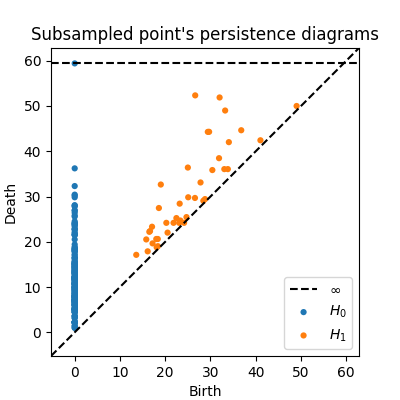 Subsampled point's persistence diagrams
60
50
40
30
20
10
0
Death
∞
H₀
H₁
0 10 20 30 40 50 60
Birth